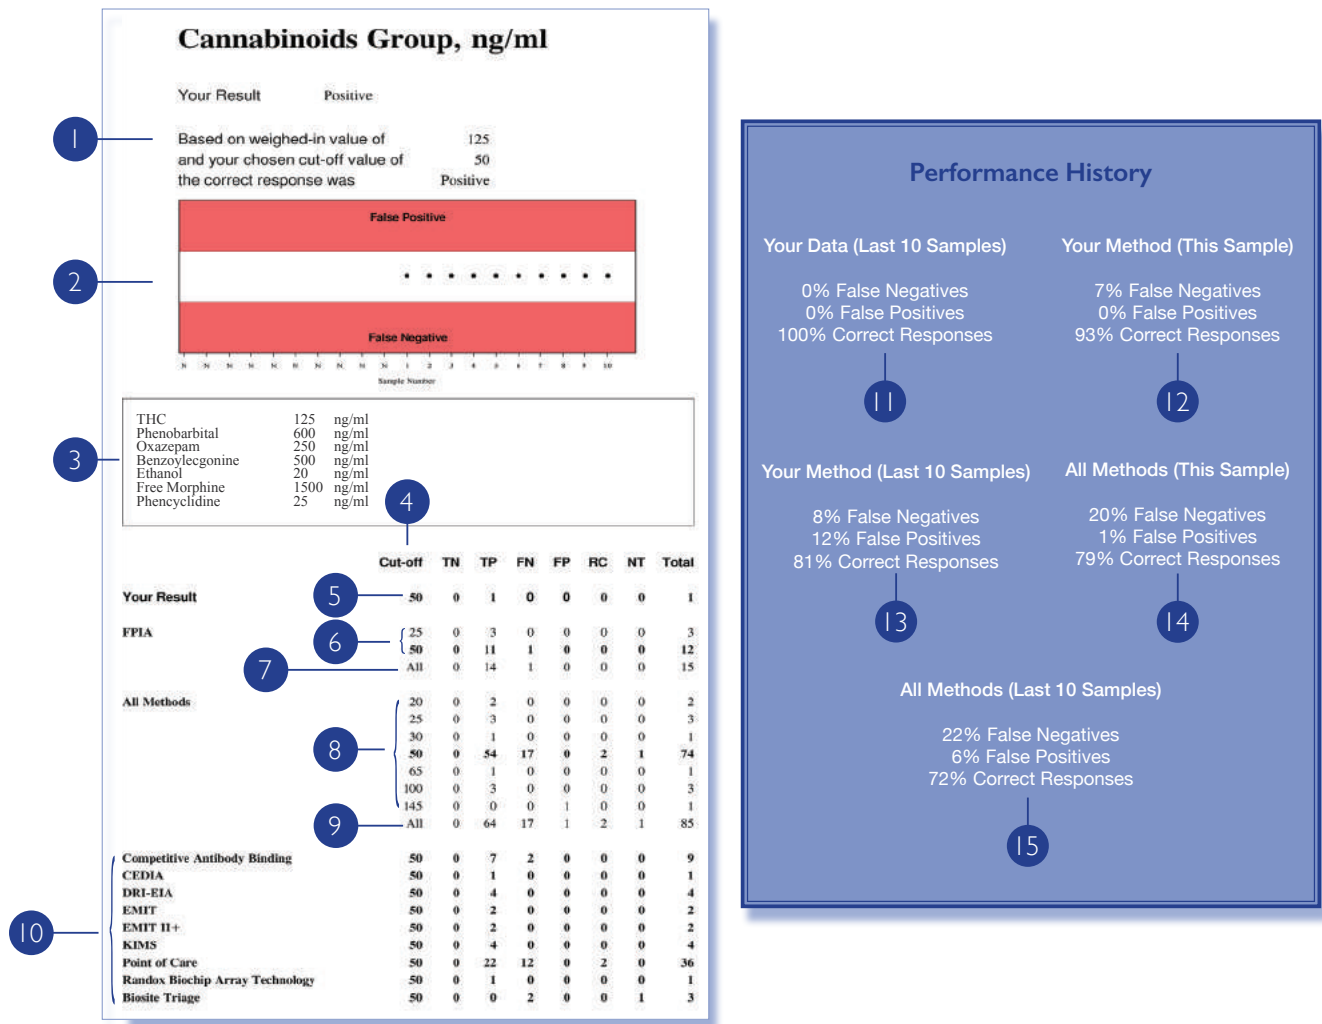 Cannabinoids Group, ng/ml
Your Result Positive
1
Based on weighed-in value of 125
and your chosen cut-off value of 50
the correct response was Positive
False Positive
2
False Negative
N N N N N N N N N N 1 2 3 4 5 6 7 8 9 10
Sample Number
3
THC 125 ng/ml
Phenobarbital 600 ng/ml
Oxazepam 250 ng/ml
Benzoylecgonine 500 ng/ml
Ethanol 20 ng/ml
Free Morphine 1500 ng/ml
Phencyclidine 25 ng/ml
4
Cut-off TN TP FN FP RC NT Total
Your Result 5 50 0 1 0 0 0 0 1
FPIA 25 0 3 0 0 0 0 3
6
50 0 11 1 0 0 0 12
7 All 0 14 1 0 0 0 15
All Methods 20 0 2 0 0 0 0 2
25 0 3 0 0 0 0 3
30 0 1 0 0 0 0 1
8 50 0 54 17 0 2 1 74
65 0 1 0 0 0 0 1
100 0 3 0 0 0 0 3
145 0 0 0 1 0 0 1
9 All 0 64 17 1 2 1 85
Competitive Antibody Binding 50 0 7 2 0 0 0 9
CEDIA 50 0 1 0 0 0 0 1
DRI-EIA 50 0 4 0 0 0 0 4
EMIT 50 0 2 0 0 0 0 2
10
EMIT II+ 50 0 2 0 0 0 0 2
KIMS 50 0 4 0 0 0 0 4
Point of Care 50 0 22 12 0 2 0 36
Randox Biochip Array Technology 50 0 1 0 0 0 0 1
Biosite Triage 50 0 0 2 0 0 1 3
Performance History
Your Data (Last 10 Samples)
0% False Negatives
0% False Positives
100% Correct Responses
11
Your Method (This Sample)
7% False Negatives
0% False Positives
93% Correct Responses
12
Your Method (Last 10 Samples)
8% False Negatives
12% False Positives
81% Correct Responses
13
All Methods (This Sample)
20% False Negatives
1% False Positives
79% Correct Responses
14
All Methods (Last 10 Samples)
22% False Negatives
6% False Positives
72% Correct Responses
15